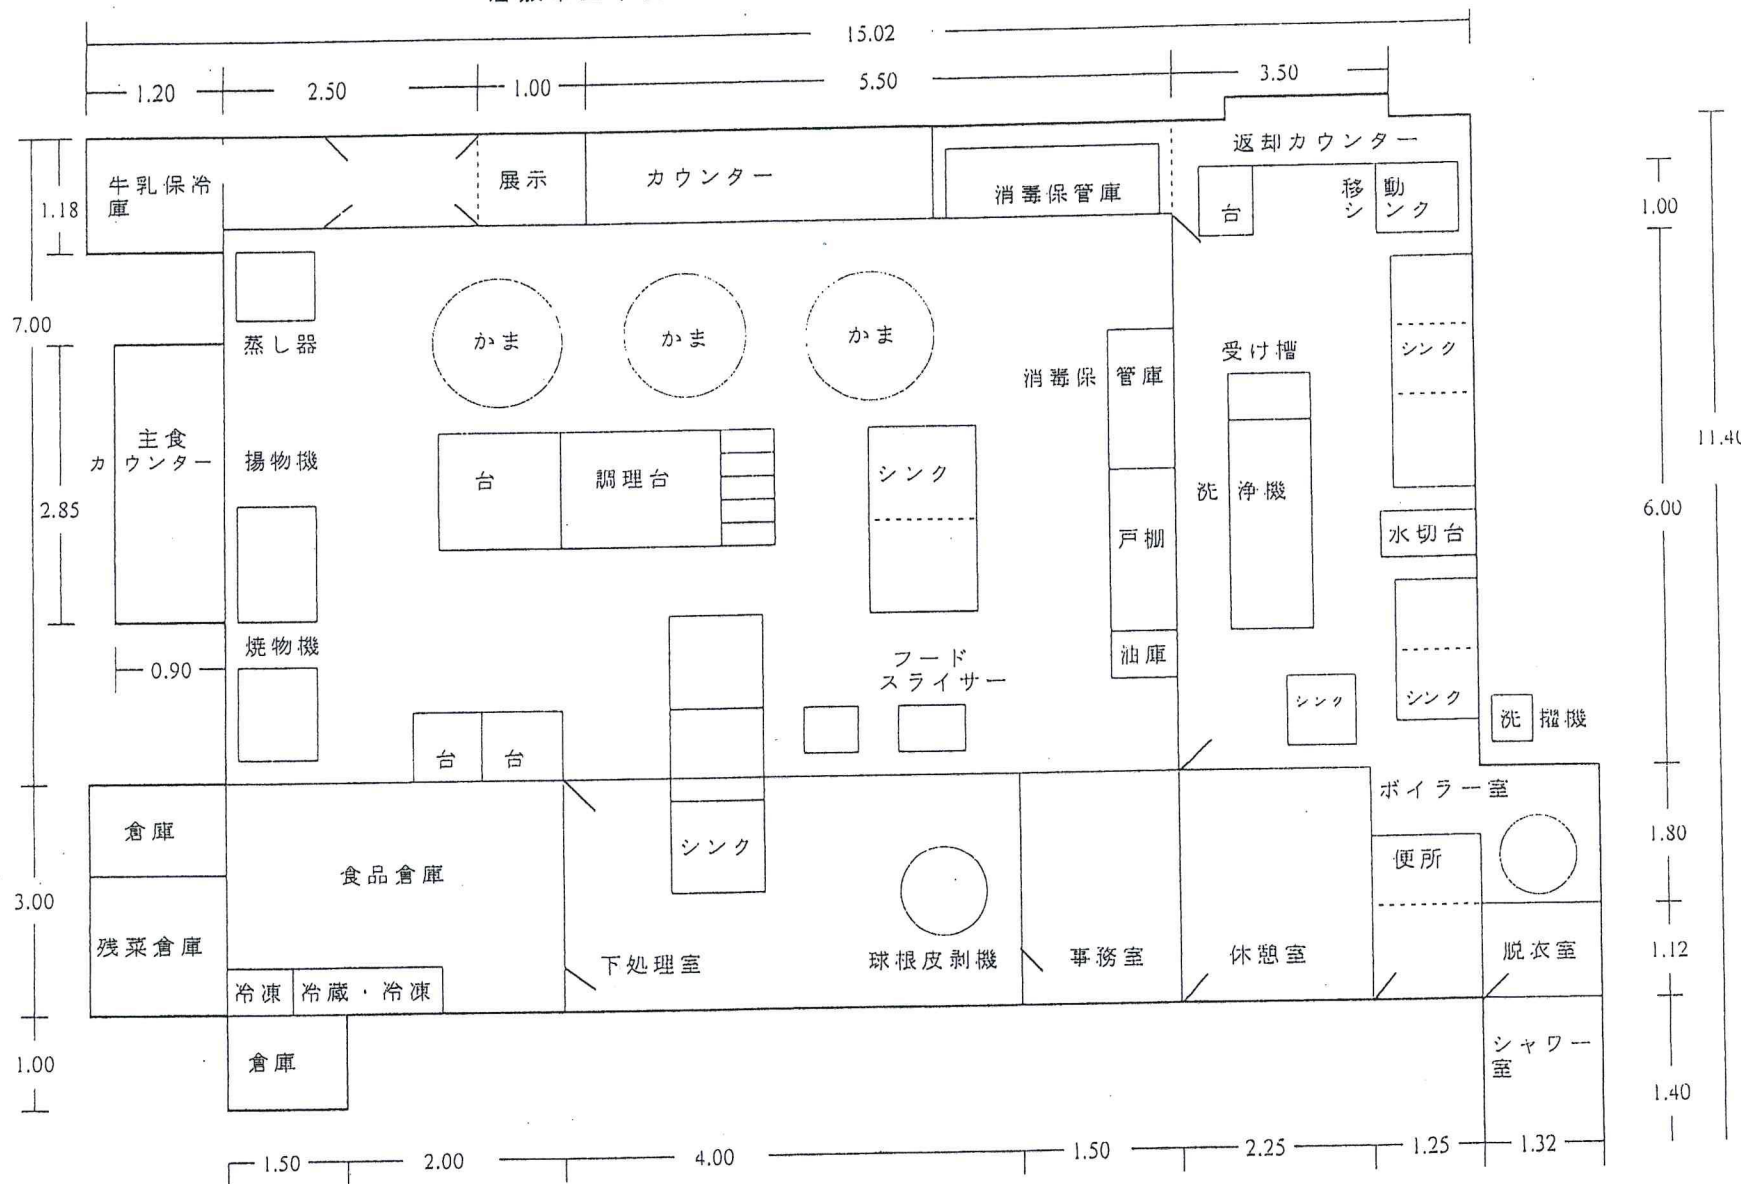 15.02
1.20
2.50
1.00
5.50
3.50
返却カウンター
牛乳保冷
庫
展示
カウンター
消毒保管庫
台
移動
シンク
1.18
1.00
7.00
蒸し器
かま
かま
かま
消毒保管庫
受け槽
シンク
主食
カウンター
揚物機
台
調理台
シンク
戸棚
洗浄機
水切台
11.40
2.85
6.00
焼物機
0.90
フード
スライサー
油庫
シンク
シンク
洗擢機
台
台
倉庫
食品倉庫
シンク
ボイラー室
便所
1.80
3.00
残菜倉庫
冷凍
冷蔵・冷凍
下処理室
球根皮剥機
事務室
休憩室
脱衣室
1.12
1.00
倉庫
シャワー
室
1.40
1.50
2.00
4.00
1.50
2.25
1.25
1.32